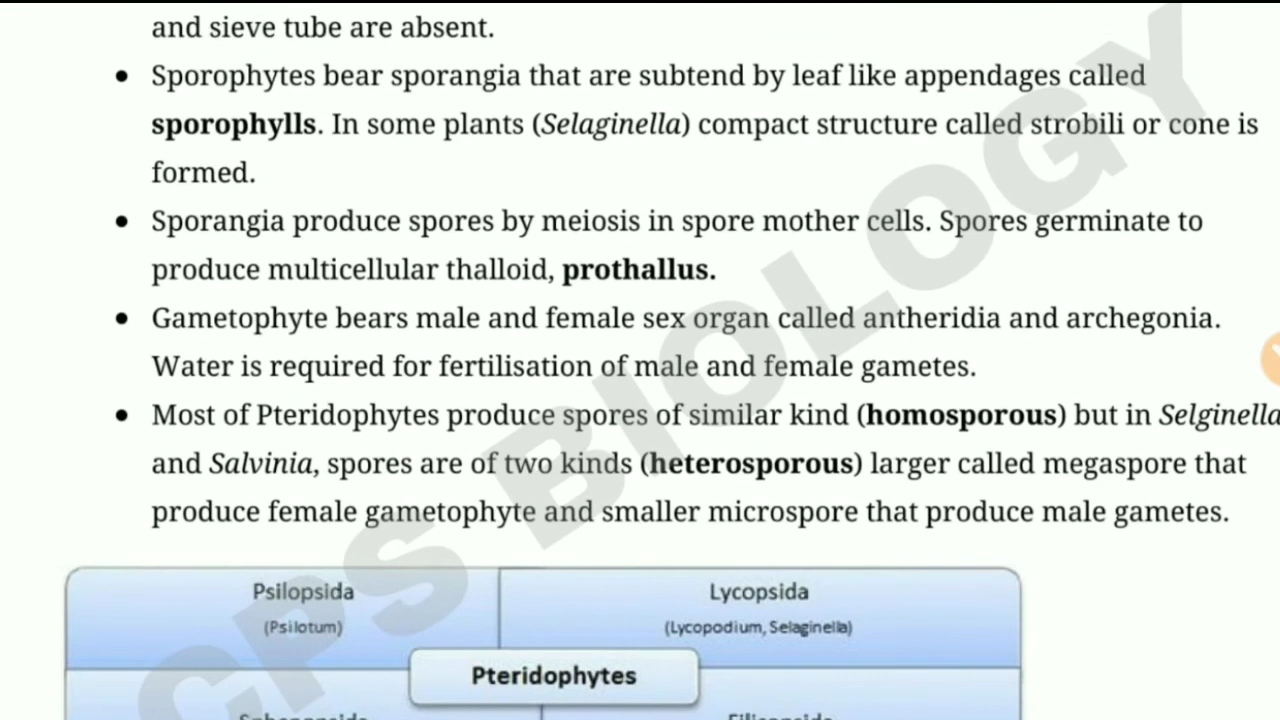 and sieve tube are absent.
• Sporophytes bear sporangia that are subtend by leaf like appendages called
sporophylls. In some plants (Selaginella) compact structure called strobili or cone is
formed.
• Sporangia produce spores by meiosis in spore mother cells. Spores germinate to
produce multicellular thalloid, prothallus.
• Gametophyte bears male and female sex organ called antheridia and archegonia.
Water is required for fertilisation of male and female gametes.
• Most of Pteridophytes produce spores of similar kind (homosporous) but in Selginella
and Salvinia, spores are of two kinds (heterosporous) larger called megaspore that
produce female gametophyte and smaller microspore that produce male gametes.
Psilopsida
(Psilotum)
Lycopsida
(Lycopodium, Selaginella)
Pteridophytes
GPS BIOLOGY